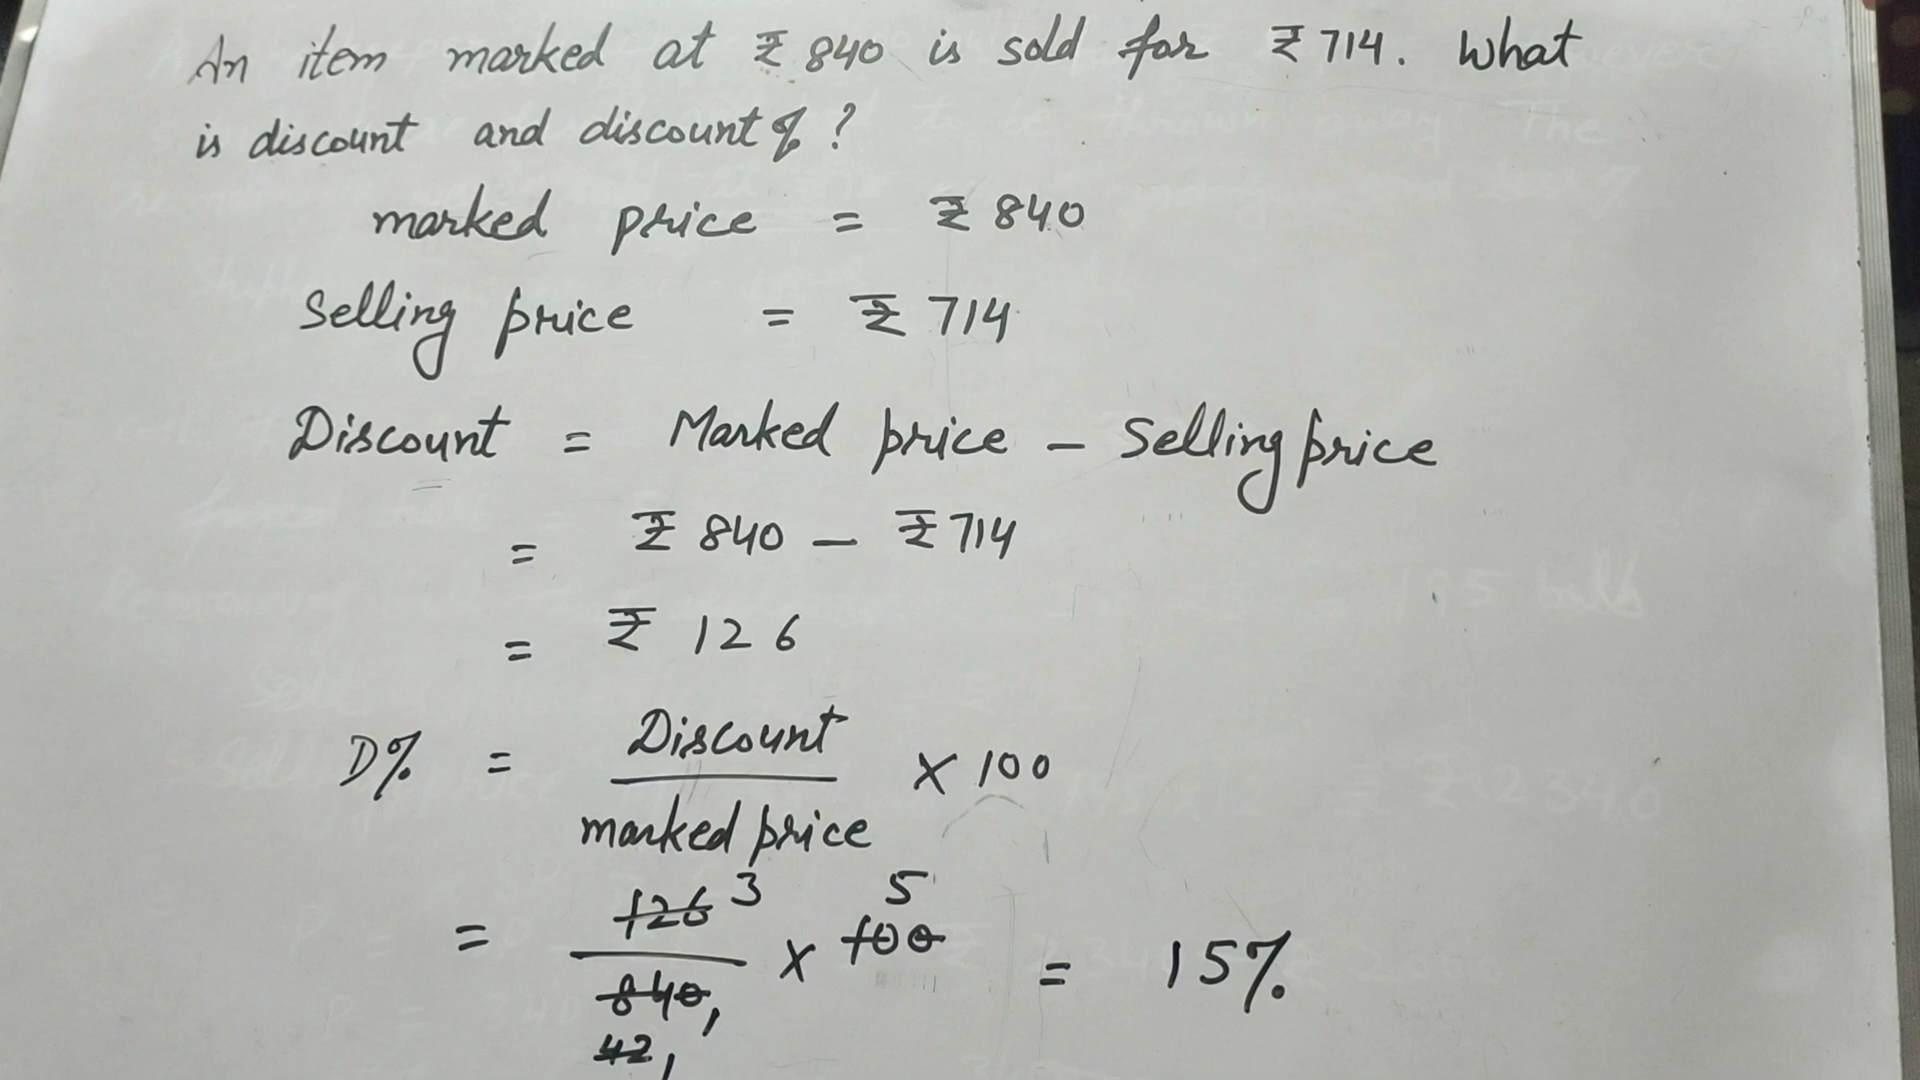 An item marked at ₹ 840 is sold for ₹ 714. What
is discount and discount %?
marked price = ₹ 840
Selling price = ₹ 714
Discount = Marked price - Selling price
= ₹ 840 - ₹ 714
= ₹ 126
D% = Discount / marked price × 100
= 126 3 / 840, × 100 5 = 15%
42,